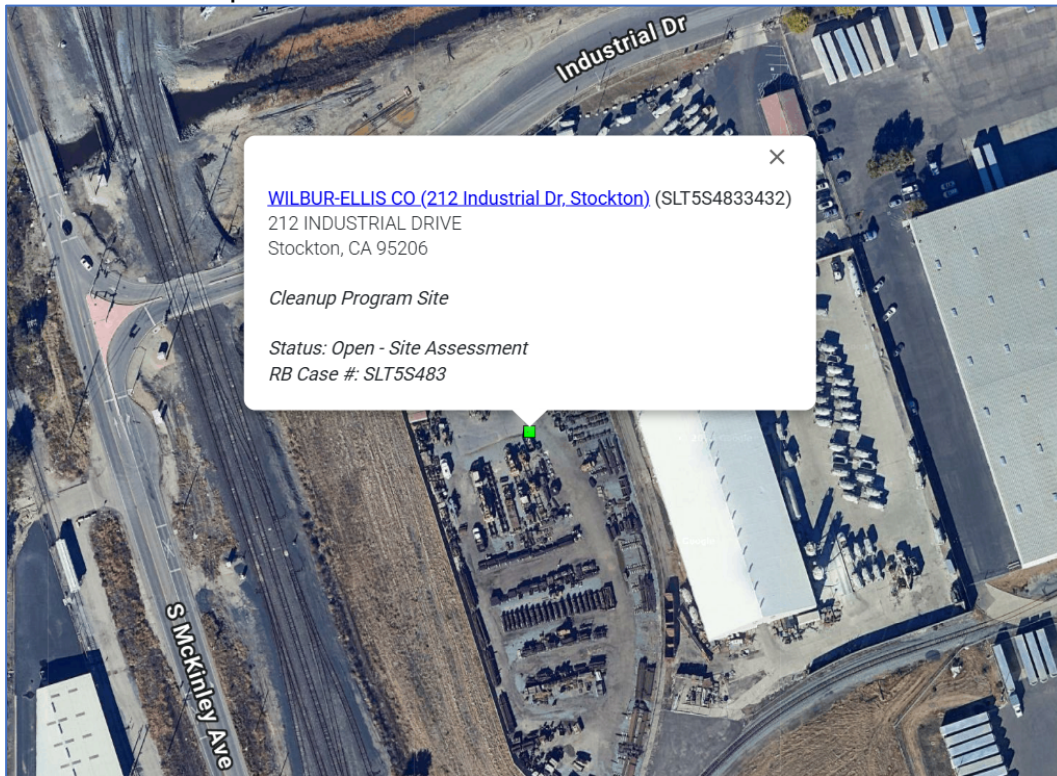 Industrial Dr
WILBUR-ELLIS CO (212 Industrial Dr, Stockton) (SLT5S4833432)
212 INDUSTRIAL DRIVE
Stockton, CA 95206
Cleanup Program Site
Status: Open - Site Assessment
RB Case #: SLT5S483
S McKinley Ave